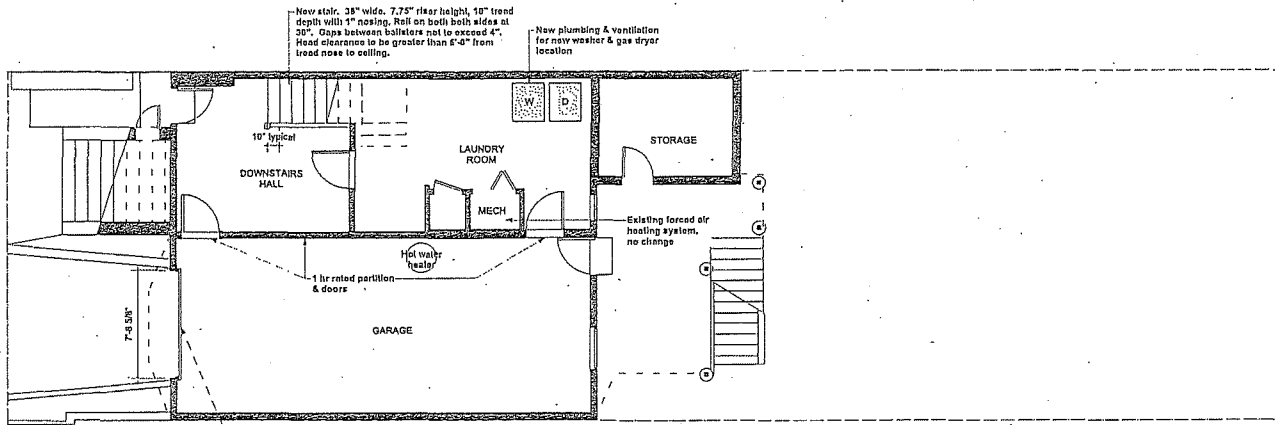 New stair. 36" wide. 7.75" riser height, 10" tread
depth with 1" nosing. Rail on both both sides at
30". Gaps between balisters not to exceed 4".
Head clearance to be greater than 6'-8" from
tread nose to ceiling.
New plumbing & ventilation
for new washer & gas dryer
location
W
D
STORAGE
10" typical
LAUNDRY
ROOM
DOWNSTAIRS
HALL
MECH
Existing forced air
heating system,
no change
Hot water
heater
1 hr rated partition
& doors
7'-8 5/8"
GARAGE